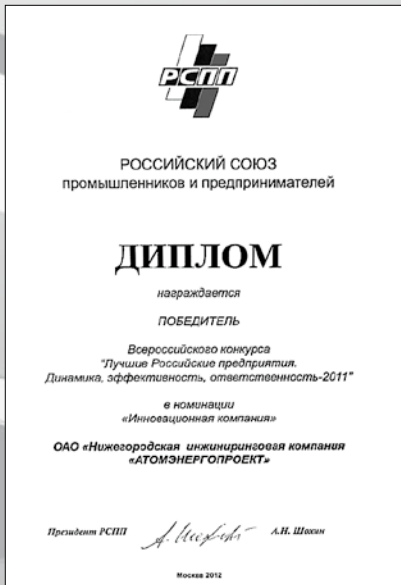 РСПП
РОССИЙСКИЙ СОЮЗ
промышленников и предпринимателей
ДИПЛОМ
награждается
ПОБЕДИТЕЛЬ
Всероссийского конкурса
"Лучшие Российские предприятия.
Динамика, эффективность, ответственность-2011"
в номинации
«Инновационная компания»
ОАО «Нижегородская инжиниринговая компания
«АТОМЭНЕРГОПРОЕКТ»
Президент РСПП А.Н. Шохин
Москва 2012